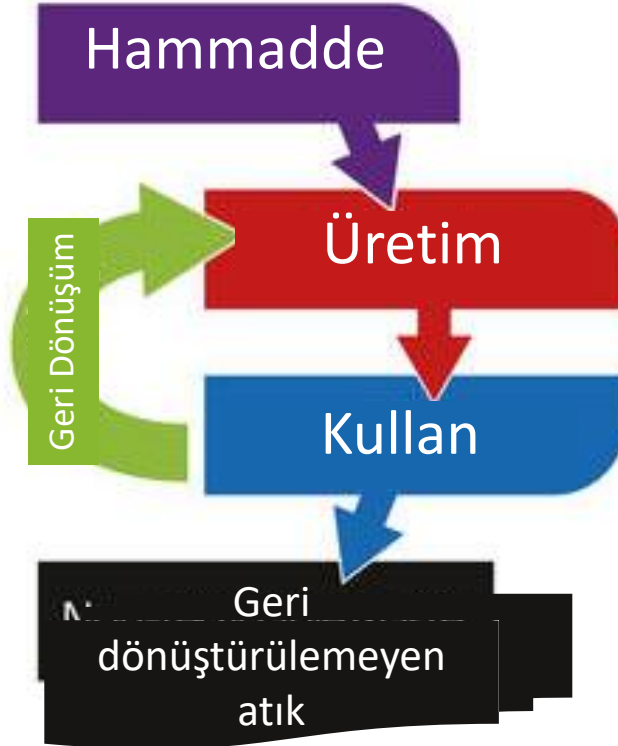 Hammadde
Üretim
Geri Dönüşüm
Kullan
Geri
dönüştürülemeyen
atık